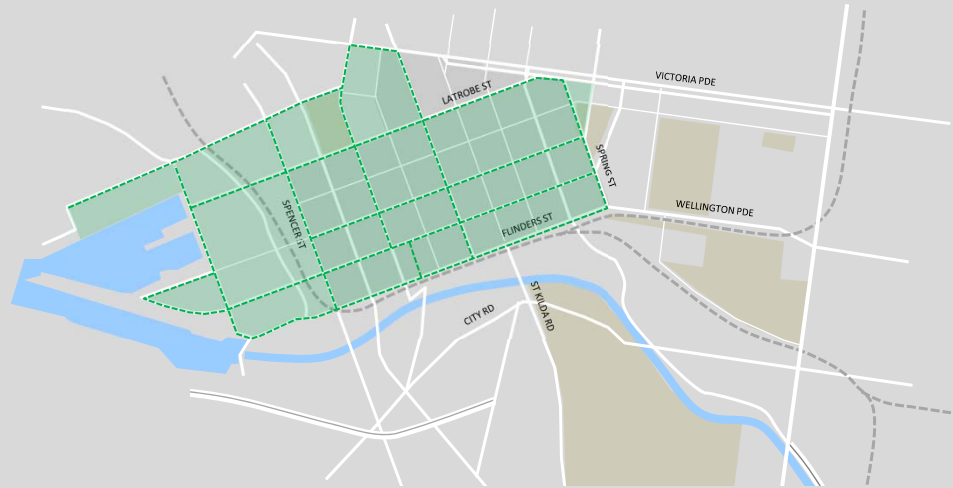 VICTORIA PDE
LATROBE ST
SPRING ST
WELLINGTON PDE
SPENCER ST
FLINDERS ST
ST KILDA RD
CITY RD